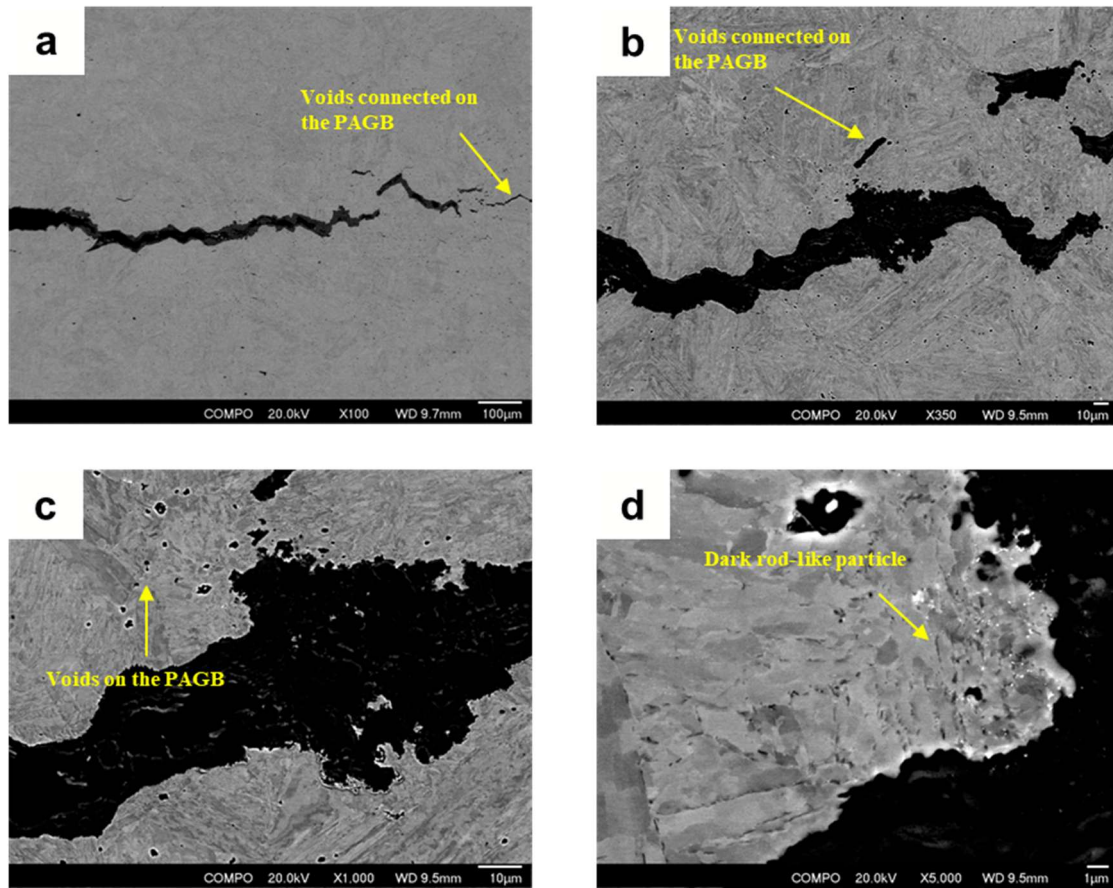 a
Voids connected on
the PAGB
COMPO 20.0kV X100 WD 9.7mm 100μm
b
Voids connected on
the PAGB
COMPO 20.0kV X350 WD 9.5mm 10μm
c
Voids on the PAGB
COMPO 20.0kV X1,000 WD 9.5mm 10μm
d
Dark rod-like particle
COMPO 20.0kV X5,000 WD 9.5mm 1μm